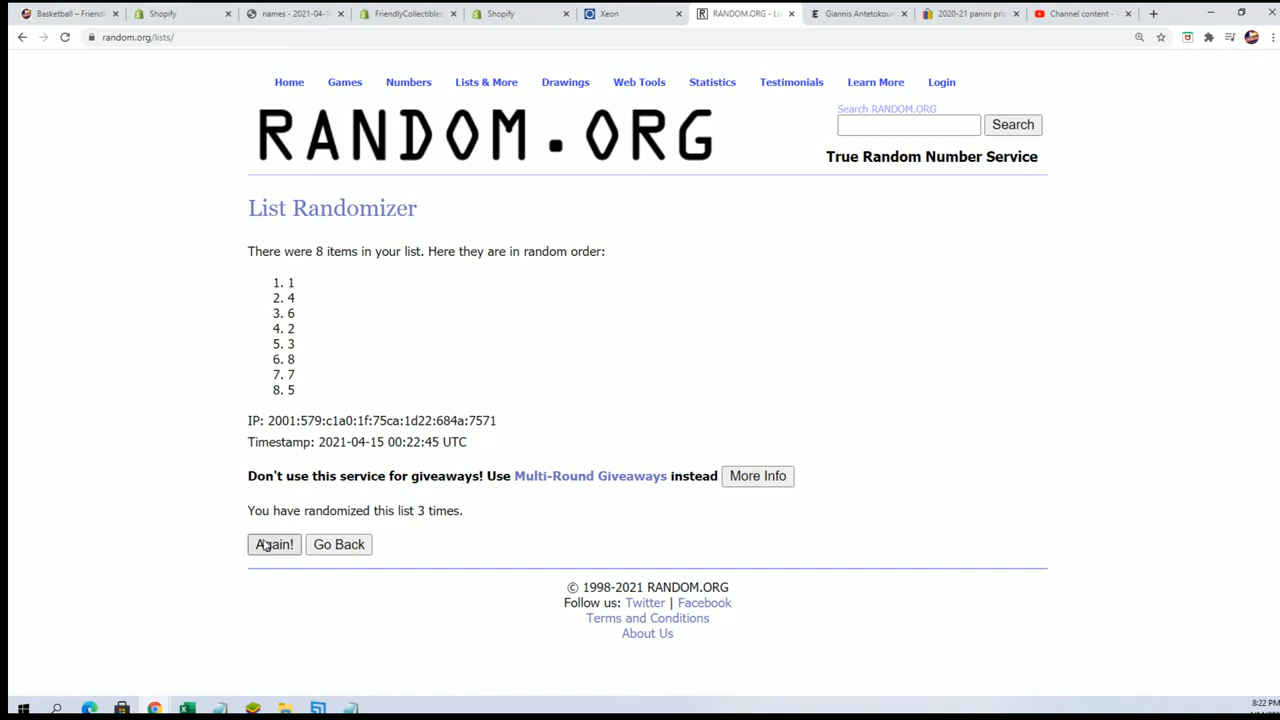 Basketball – Friendl
Shopify
names - 2021-04-1
FriendlyCollectibles
Shopify
Xeon
RANDOM.ORG - Li
Giannis Antetokoun
2020-21 panini priz
Channel content -
random.org/lists/
Home Games Numbers Lists & More Drawings Web Tools Statistics Testimonials Learn More Login
RANDOM.ORG
Search RANDOM.ORG
Search
True Random Number Service
List Randomizer
There were 8 items in your list. Here they are in random order:
1. 1
2. 4
3. 6
4. 2
5. 3
6. 8
7. 7
8. 5
IP: 2001:579:c1a0:1f:75ca:1d22:684a:7571
Timestamp: 2021-04-15 00:22:45 UTC
Don't use this service for giveaways! Use Multi-Round Giveaways instead More Info
You have randomized this list 3 times.
Again! Go Back
© 1998-2021 RANDOM.ORG
Follow us: Twitter | Facebook
Terms and Conditions
About Us
8:22 PM